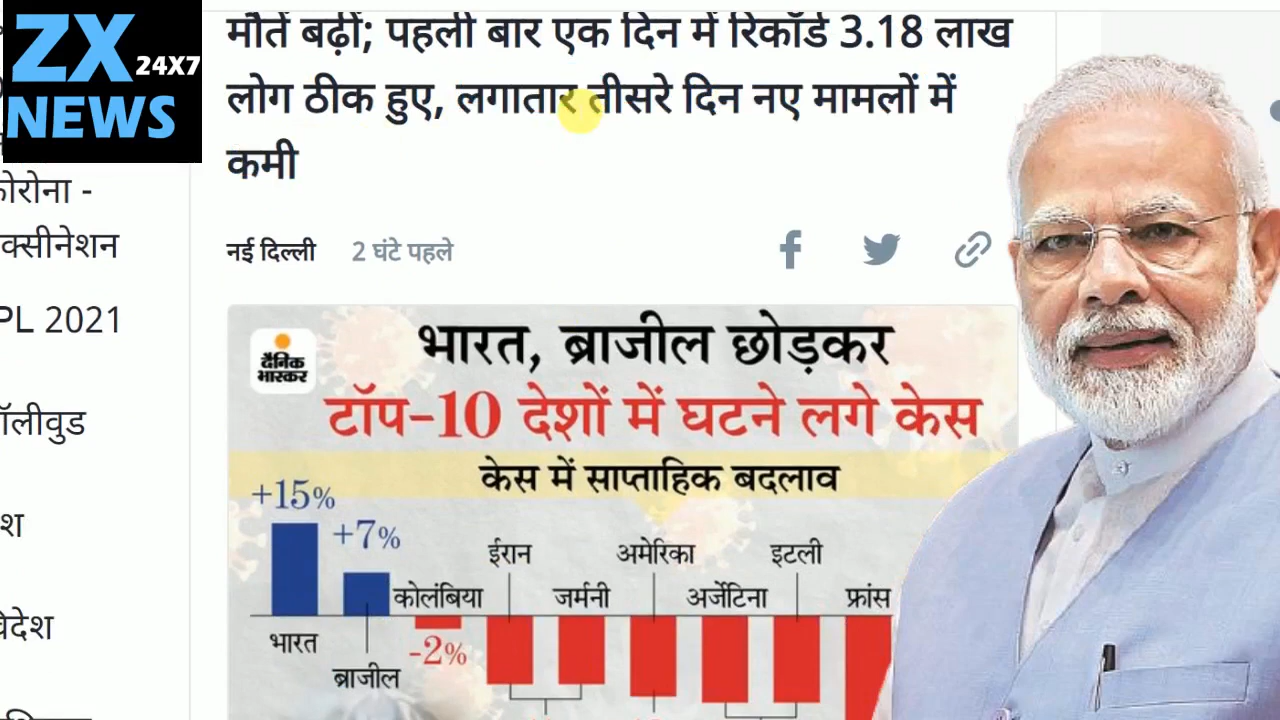 ZX 24X7
NEWS
मौतें बढ़ीं; पहली बार एक दिन में रिकॉर्ड 3.18 लाख
लोग ठीक हुए, लगातार तीसरे दिन नए मामलों में
कमी
नई दिल्ली 2 घंटे पहले
दैनिक
भास्कर
भारत, ब्राजील छोड़कर
टॉप-10 देशों में घटने लगे केस
केस में साप्ताहिक बदलाव
+15%
+7%
ईरान अमेरिका इटली
कोलंबिया जर्मनी अर्जेंटिना फ्रांस
भारत
-2%
ब्राजील
ोरोना -
क्सीनेशन
PL 2021
ॉलीवुड
श
विदेश